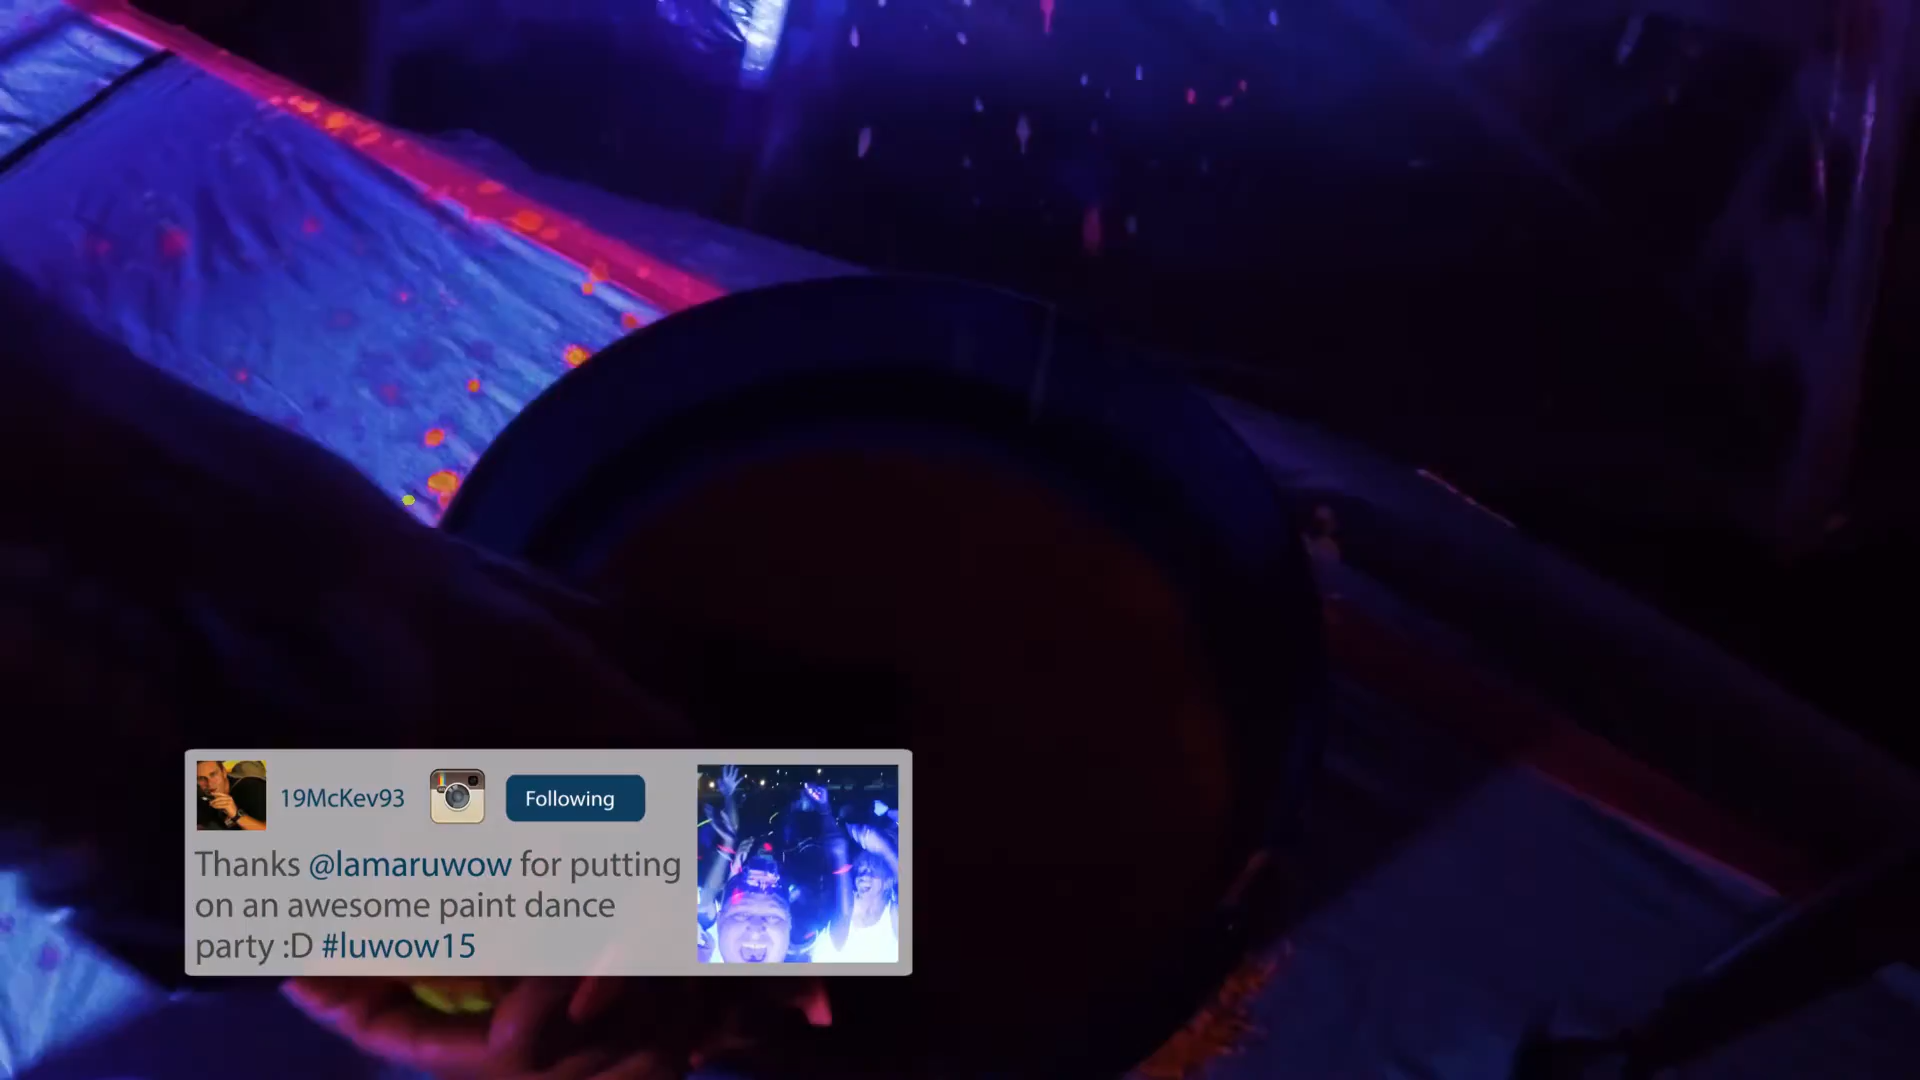 19McKev93 Following
Thanks @lamaruwow for putting
on an awesome paint dance
party :D #luwow15